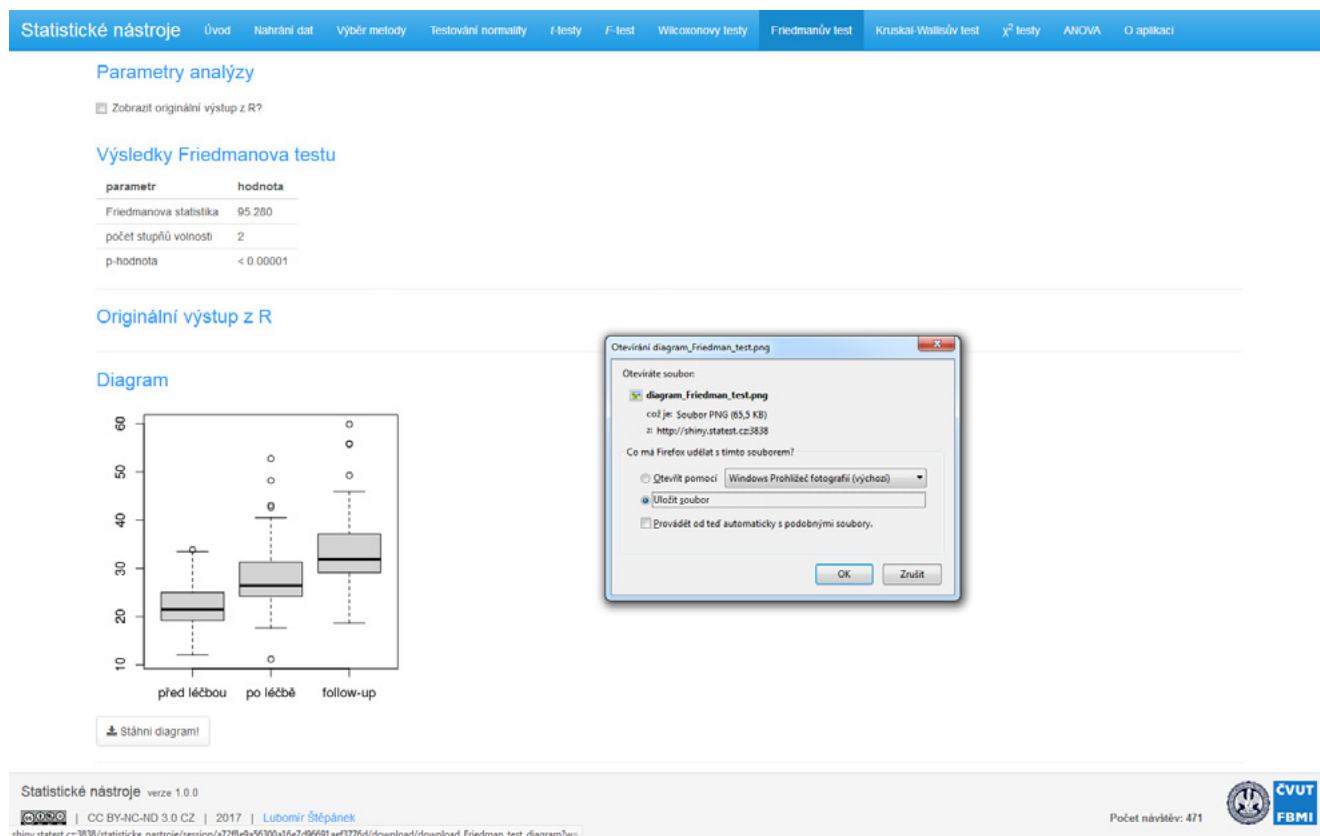 Statistické nástroje Úvod Nahrání dat Výběr metody Testování normality t-testy F-test Wilcoxonovy testy Friedmanův test Kruskal-Wallisův test χ² testy ANOVA O aplikaci
Parametry analýzy
Zobrazit originální výstup z R?
Výsledky Friedmanova testu
parametr hodnota
Friedmanova statistika 95.280
počet stupňů volnosti 2
p-hodnota < 0.00001
Originální výstup z R
Diagram
60
50
40
30
20
10
před léčbou po léčbě follow-up
Stáhni diagram!
Otevírání diagram_Friedman_test.png
Otevíráte soubor:
diagram_Friedman_test.png
což je: Soubor PNG (65,5 KB)
z: http://shiny.statest.cz:3838
Co má Firefox udělat s tímto souborem?
Otevřít pomocí Windows Prohlížeč fotografií (výchozí)
Uložit soubor
Provádět od teď automaticky s podobnými soubory.
OK Zrušit
Statistické nástroje verze 1.0.0
CC BY-NC-ND 3.0 CZ | 2017 | Lubomír Štěpánek
Počet návštěv: 471
ČVUT
FBMI